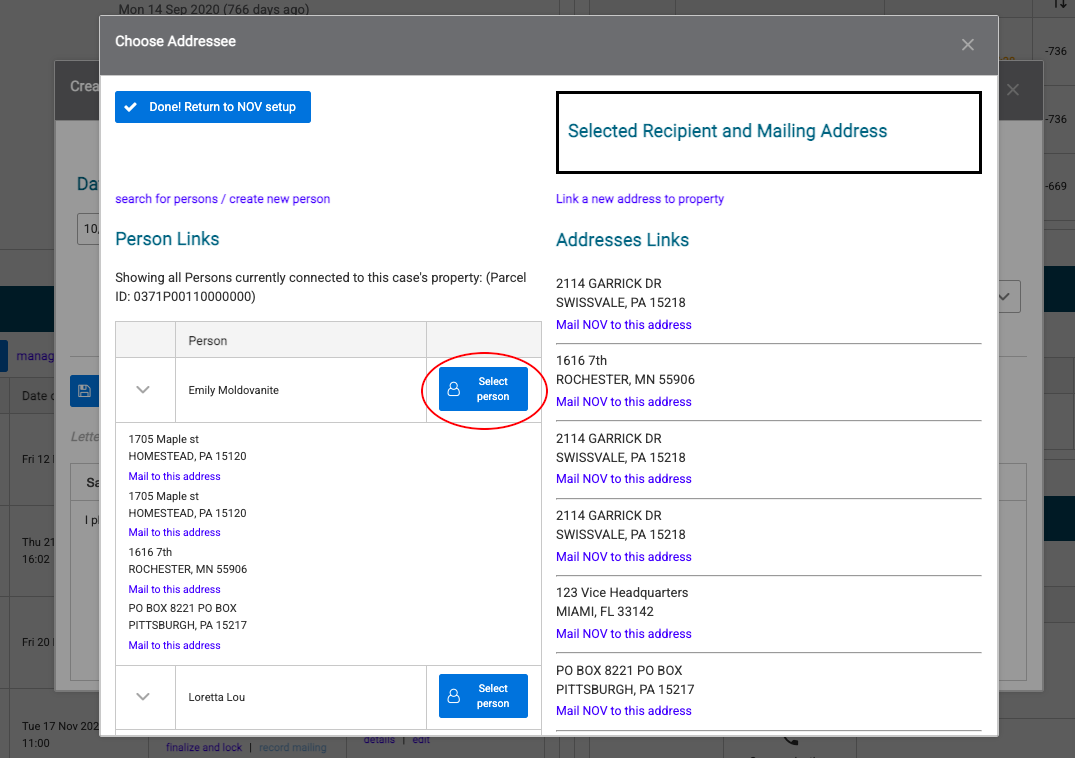 Mon 14 Sep 2020 (766 days ago)
Choose Addressee
-736
Crea
Done! Return to NOV setup
Selected Recipient and Mailing Address
-736
Da
-669
search for persons / create new person
Link a new address to property
10,
Person Links
Addresses Links
Showing all Persons currently connected to this case's property: (Parcel
ID: 0371P00110000000)
2114 GARRICK DR
SWISSVALE, PA 15218
Mail NOV to this address
Person
manag
1616 7th
ROCHESTER, MN 55906
Mail NOV to this address
Emily Moldovanite
Select
person
Date o
Lette
1705 Maple st
HOMESTEAD, PA 15120
Mail to this address
2114 GARRICK DR
SWISSVALE, PA 15218
Mail NOV to this address
Fri 12
Sa
1705 Maple st
HOMESTEAD, PA 15120
Mail to this address
2114 GARRICK DR
SWISSVALE, PA 15218
Mail NOV to this address
I pl
Thu 21
16:02
1616 7th
ROCHESTER, MN 55906
Mail to this address
123 Vice Headquarters
MIAMI, FL 33142
Mail NOV to this address
PO BOX 8221 PO BOX
PITTSBURGH, PA 15217
Mail to this address
Fri 20
PO BOX 8221 PO BOX
PITTSBURGH, PA 15217
Mail NOV to this address
Loretta Lou
Select
person
Tue 17 Nov 202
11:00
finalize and lock | record mailing
details | edit